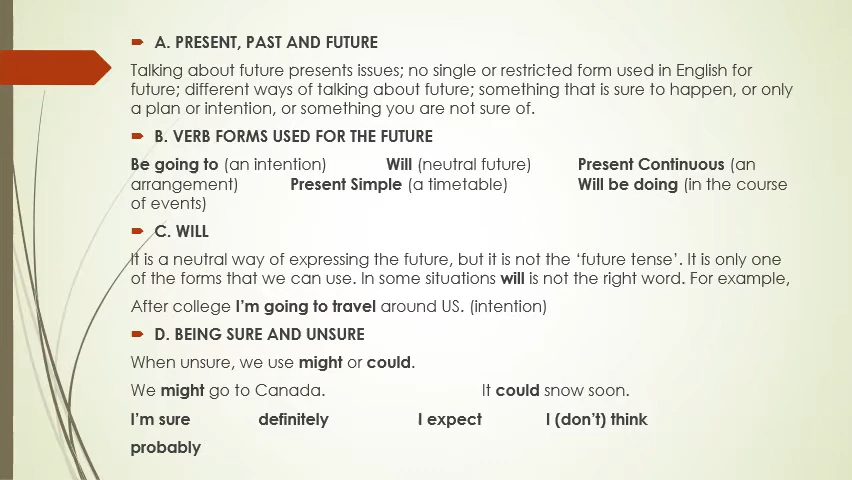 A. PRESENT, PAST AND FUTURE
Talking about future presents issues; no single or restricted form used in English for
future; different ways of talking about future; something that is sure to happen, or only
a plan or intention, or something you are not sure of.
B. VERB FORMS USED FOR THE FUTURE
Be going to (an intention) Will (neutral future) Present Continuous (an
arrangement) Present Simple (a timetable) Will be doing (in the course
of events)
C. WILL
It is a neutral way of expressing the future, but it is not the ‘future tense’. It is only one
of the forms that we can use. In some situations will is not the right word. For example,
After college I’m going to travel around US. (intention)
D. BEING SURE AND UNSURE
When unsure, we use might or could.
We might go to Canada. It could snow soon.
I’m sure definitely I expect I (don’t) think
probably